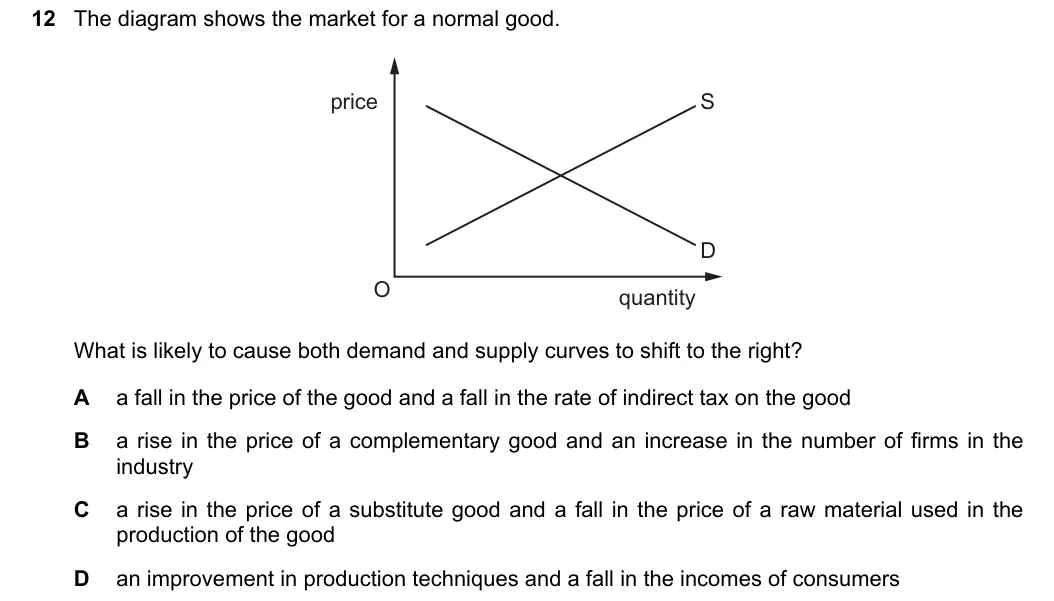 12 The diagram shows the market for a normal good.
price
S
D
O
quantity
What is likely to cause both demand and supply curves to shift to the right?
A a fall in the price of the good and a fall in the rate of indirect tax on the good
B a rise in the price of a complementary good and an increase in the number of firms in the
industry
C a rise in the price of a substitute good and a fall in the price of a raw material used in the
production of the good
D an improvement in production techniques and a fall in the incomes of consumers